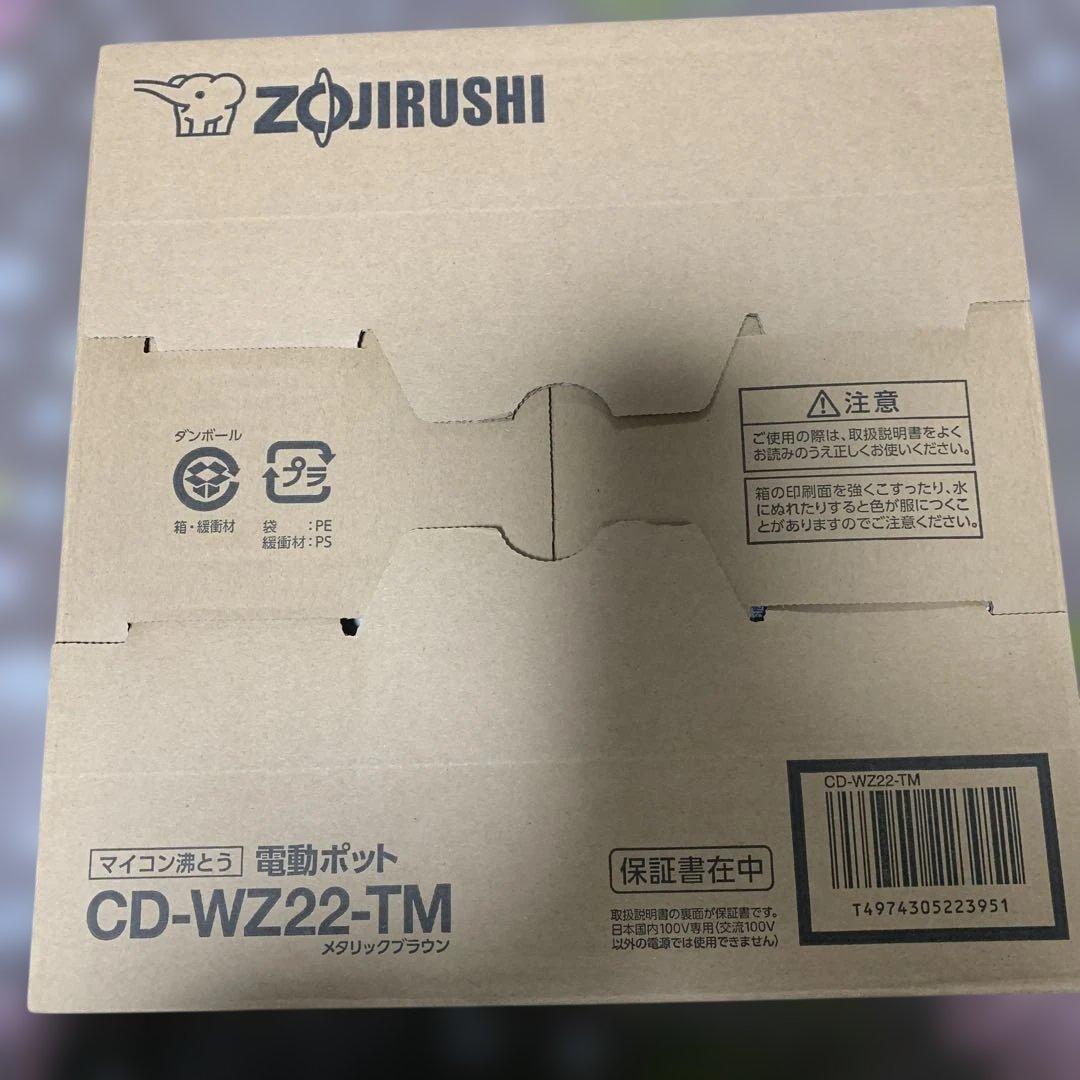 ZOJIRUSHI
ダンボール
箱・緩衝材
プラ
袋　:PE
緩衝材:PS
注意
ご使用の際は、取扱説明書をよく
お読みのうえ正しくお使いください。
箱の印刷面を強くこすったり、水
にぬれたりすると色が服につくこ
とがありますのでご注意ください。
マイコン沸とう 電動ポット
CD-WZ22-TM
メタリックブラウン
保証書在中
取扱説明書の裏面が保証書です。
日本国内100V専用(交流100V
以外の電源では使用できません)
CD-WZ22-TM
T4974305223951